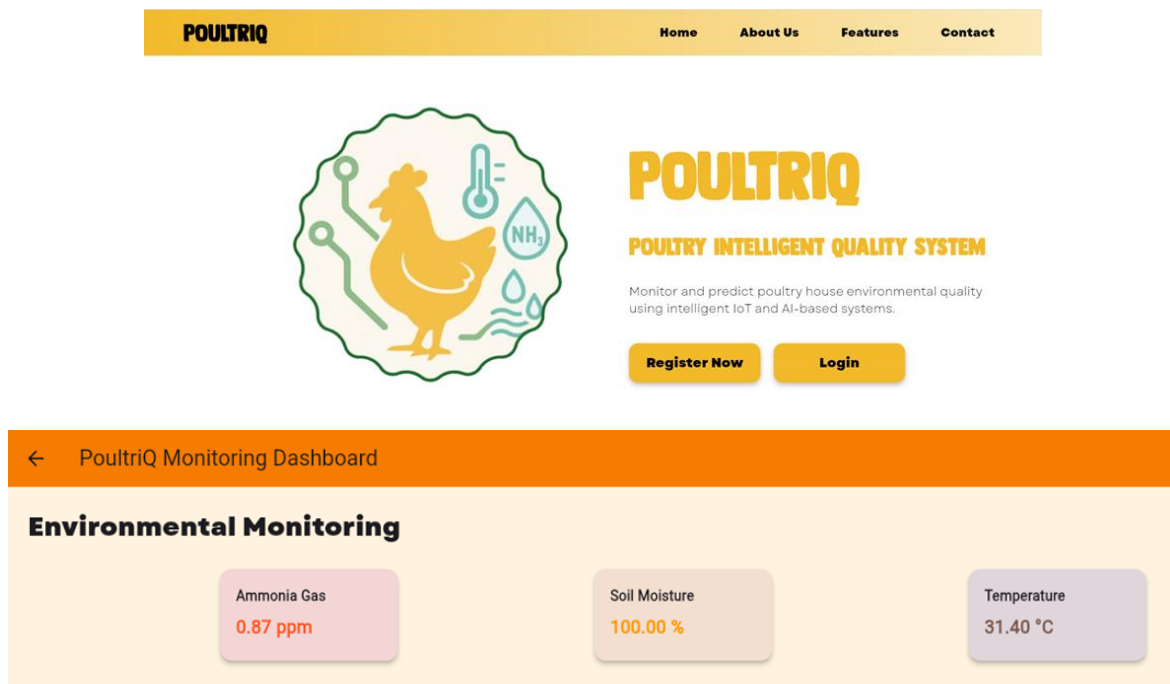 POULTRIQ
Home About Us Features Contact
NH₃
POULTRIQ
POULTRY INTELLIGENT QUALITY SYSTEM
Monitor and predict poultry house environmental quality
using intelligent IoT and AI-based systems.
Register Now Login
← PoultriQ Monitoring Dashboard
Environmental Monitoring
Ammonia Gas
0.87 ppm
Soil Moisture
100.00 %
Temperature
31.40 °C